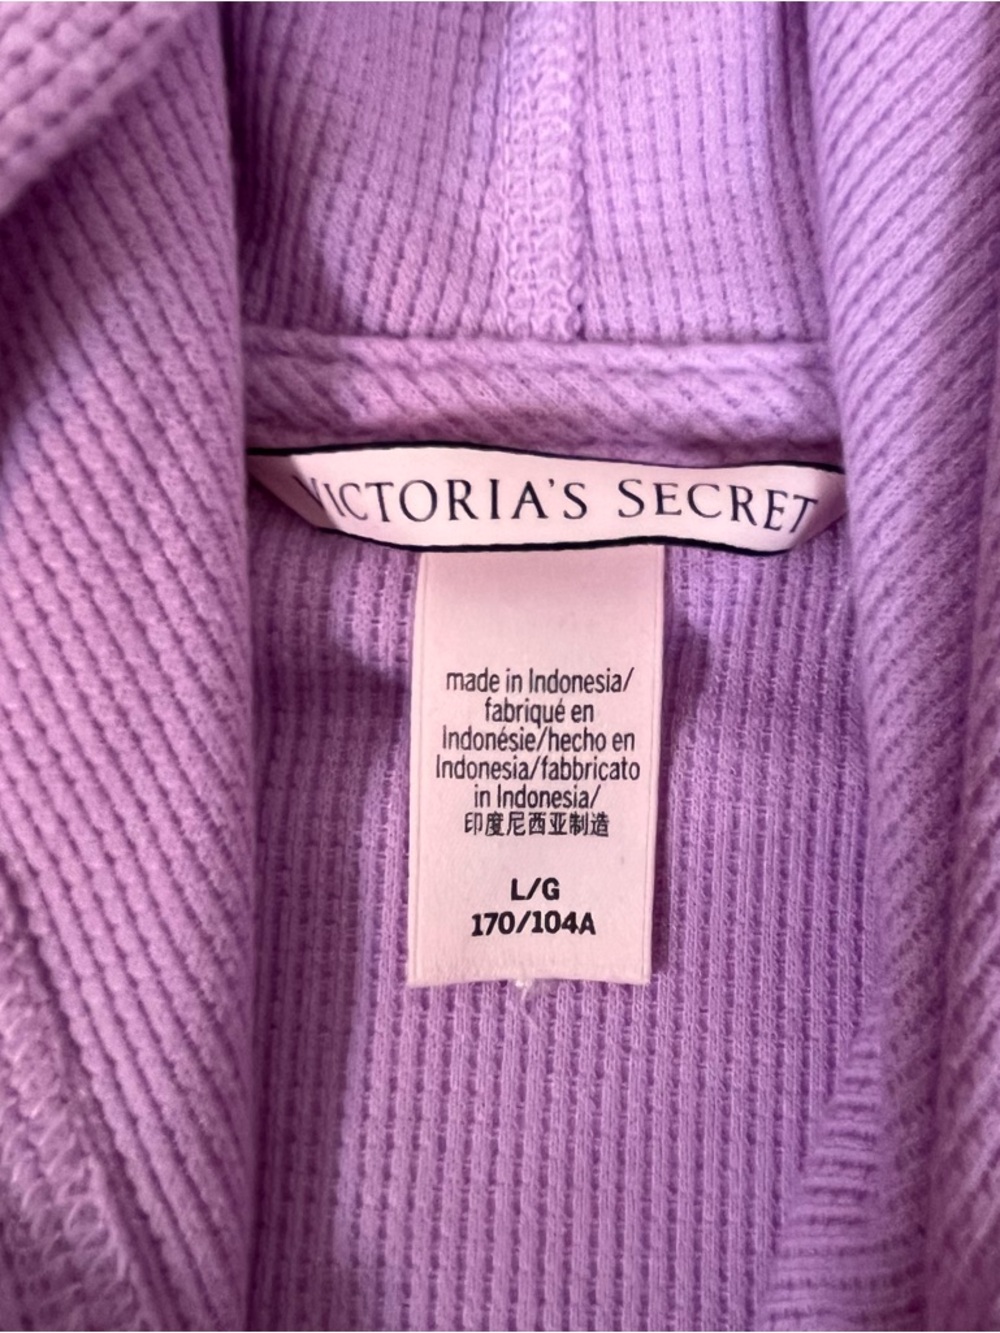 VICTORIA'S SECRET
made in Indonesia/
fabriqué en
Indonésie/hecho en
Indonesia/fabbricato
in Indonesia/
印度尼西亚制造
L/G
170/104A